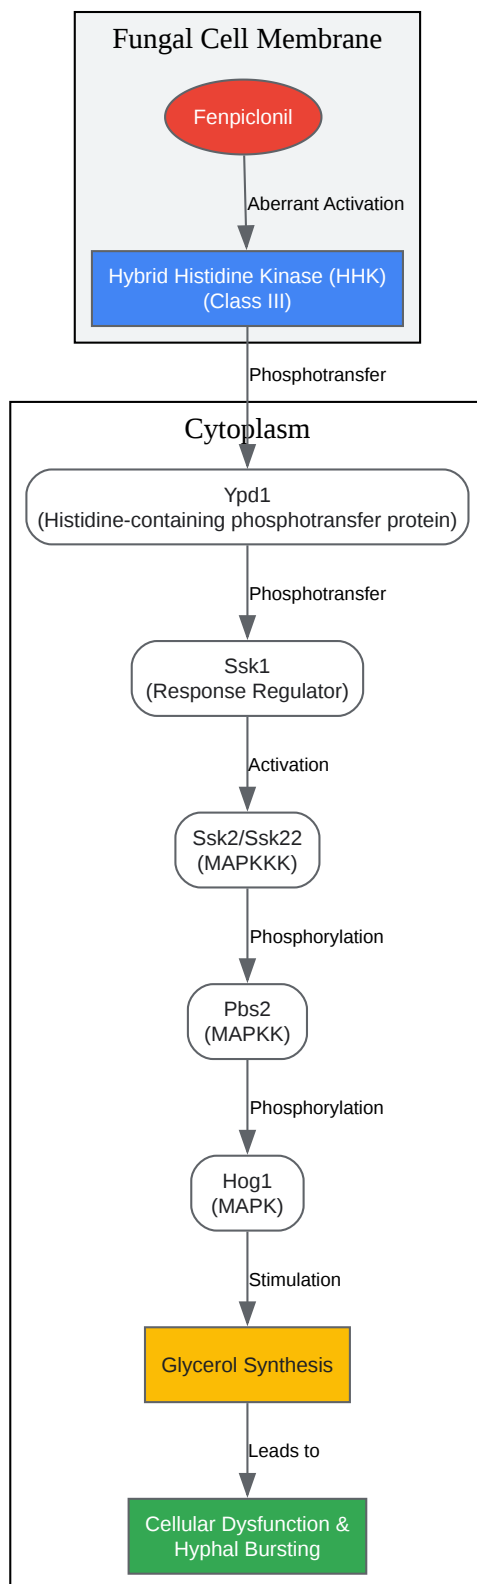 Fungal Cell Membrane
Fenpiclonil
Aberrant Activation
Hybrid Histidine Kinase (HHK)
(Class III)
Phosphotransfer
Cytoplasm
Ypd1
(Histidine-containing phosphotransfer protein)
Phosphotransfer
Ssk1
(Response Regulator)
Activation
Ssk2/Ssk22
(MAPKKK)
Phosphorylation
Pbs2
(MAPKK)
Phosphorylation
Hog1
(MAPK)
Stimulation
Glycerol Synthesis
Leads to
Cellular Dysfunction &
Hyphal Bursting